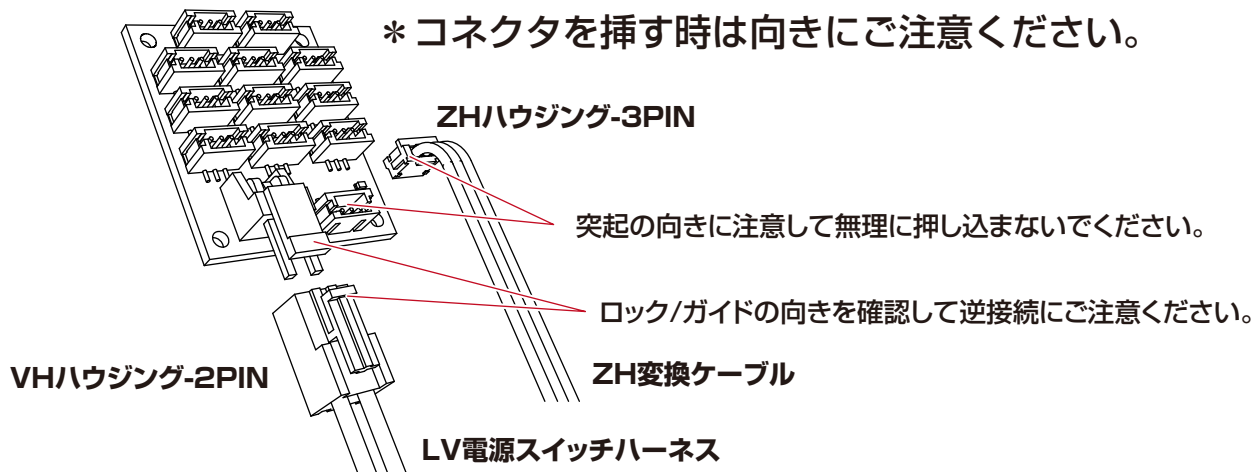 ＊コネクタを挿す時は向きにご注意ください。
ZHハウジング-3PIN
突起の向きに注意して無理に押し込まないでください。
ロック/ガイドの向きを確認して逆接続にご注意ください。
VHハウジング-2PIN
ZH変換ケーブル
LV電源スイッチハーネス